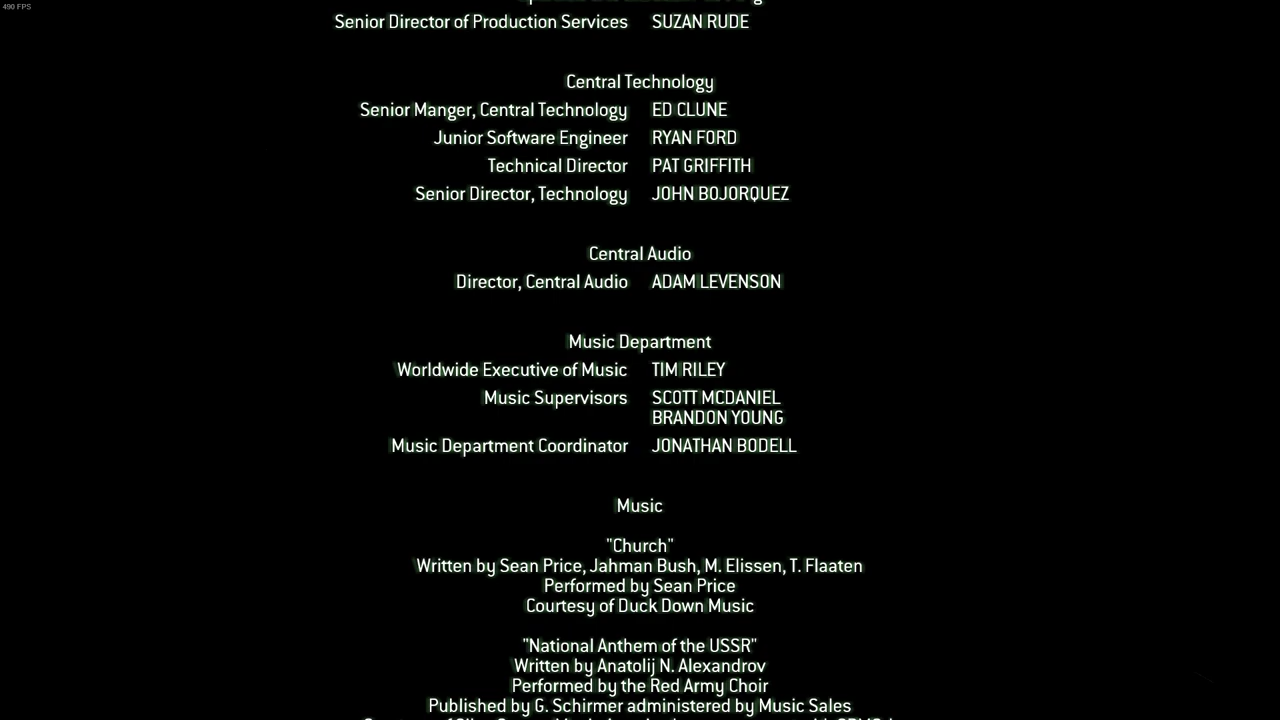 490 FPS
Senior Director of Production Services SUZAN RUDE
Central Technology
Senior Manger, Central Technology ED CLUNE
Junior Software Engineer RYAN FORD
Technical Director PAT GRIFFITH
Senior Director, Technology JOHN BOJORQUEZ
Central Audio
Director, Central Audio ADAM LEVENSON
Music Department
Worldwide Executive of Music TIM RILEY
Music Supervisors SCOTT MCDANIEL
BRANDON YOUNG
Music Department Coordinator JONATHAN BODELL
Music
"Church"
Written by Sean Price, Jahman Bush, M. Elissen, T. Flaaten
Performed by Sean Price
Courtesy of Duck Down Music
"National Anthem of the USSR"
Written by Anatolij N. Alexandrov
Performed by the Red Army Choir
Published by G. Schirmer administered by Music Sales